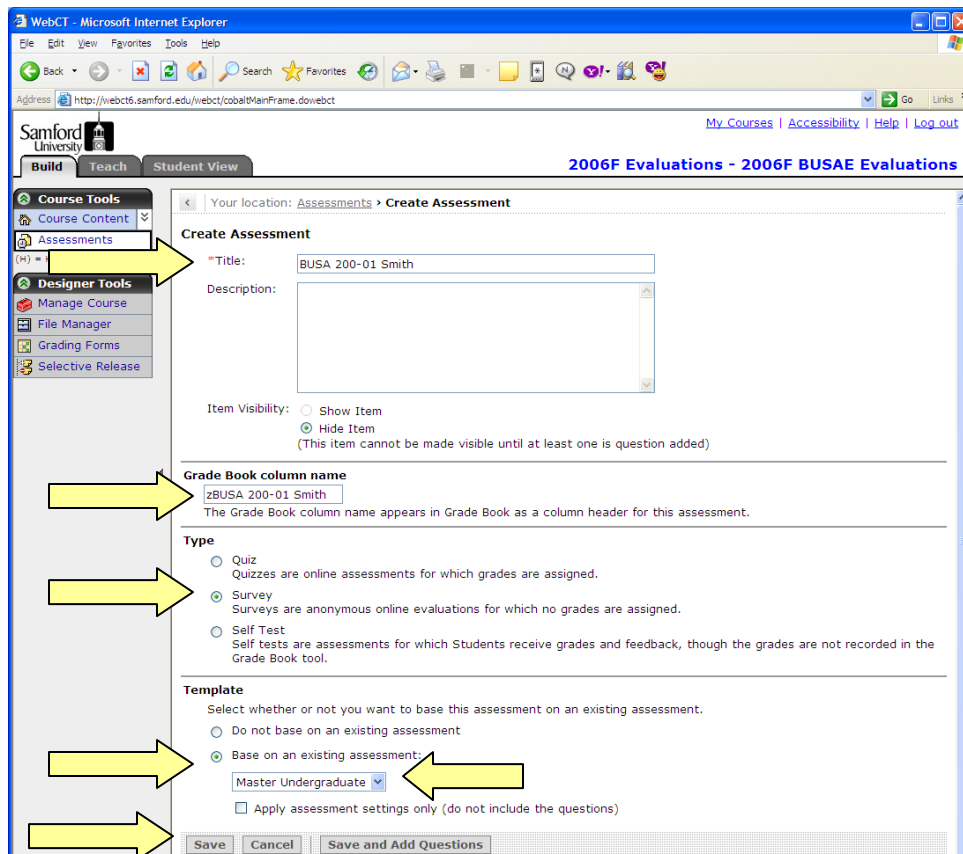 WebCT - Microsoft Internet Explorer
File Edit View Favorites Tools Help
Back Search Favorites
Address http://webct6.samford.edu/webct/cobaltMainFrame.dowebct Go Links
My Courses | Accessibility | Help | Log out
Samford
University
Build Teach Student View
2006F Evaluations - 2006F BUSAE Evaluations
Course Tools
Course Content
Assessments
(H) =
Designer Tools
Manage Course
File Manager
Grading Forms
Selective Release
Your location: Assessments › Create Assessment
Create Assessment
*Title: BUSA 200-01 Smith
Description:
Item Visibility: Show Item
Hide Item
(This item cannot be made visible until at least one is question added)
Grade Book column name
zBUSA 200-01 Smith
The Grade Book column name appears in Grade Book as a column header for this assessment.
Type
Quiz
Quizzes are online assessments for which grades are assigned.
Survey
Surveys are anonymous online evaluations for which no grades are assigned.
Self Test
Self tests are assessments for which Students receive grades and feedback, though the grades are not recorded in the
Grade Book tool.
Template
Select whether or not you want to base this assessment on an existing assessment.
Do not base on an existing assessment
Base on an existing assessment:
Master Undergraduate
Apply assessment settings only (do not include the questions)
Save Cancel Save and Add Questions